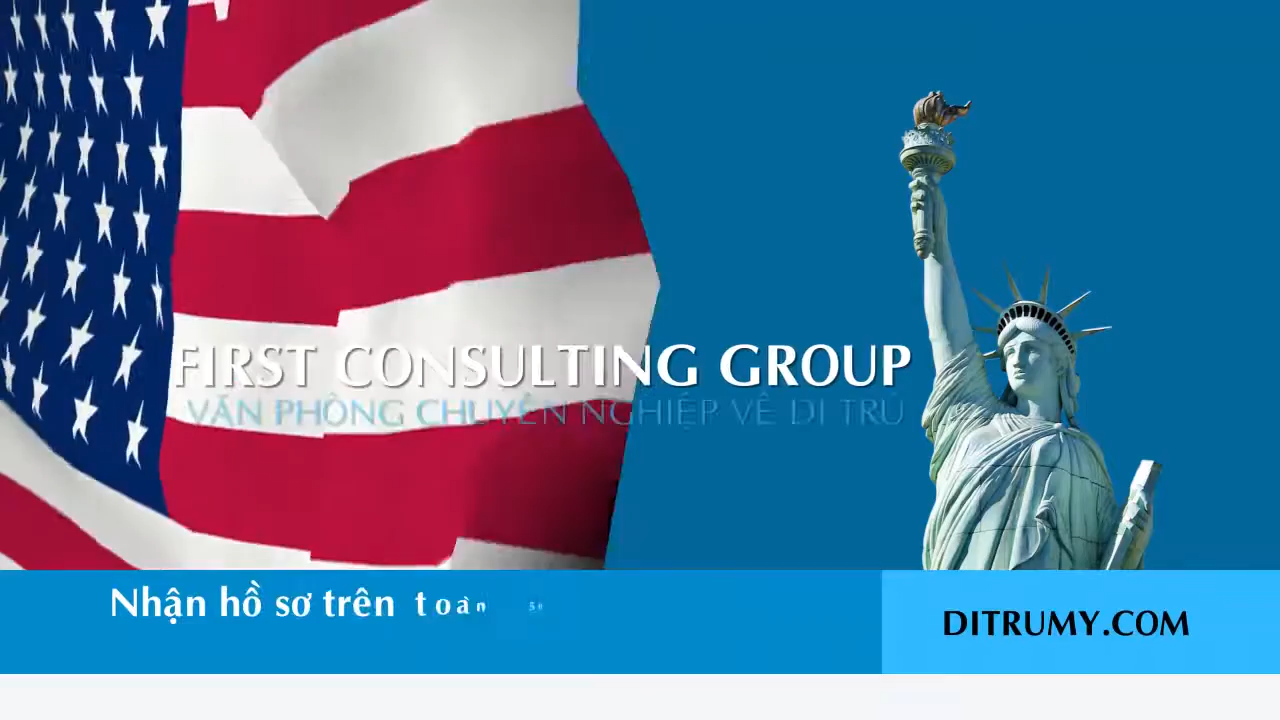 FIRST CONSULTING GROUP
VĂN PHÒNG CHUYÊN NGHIỆP VỀ DI TRÚ
Nhận hồ sơ trên toàn
DITRUMY.COM